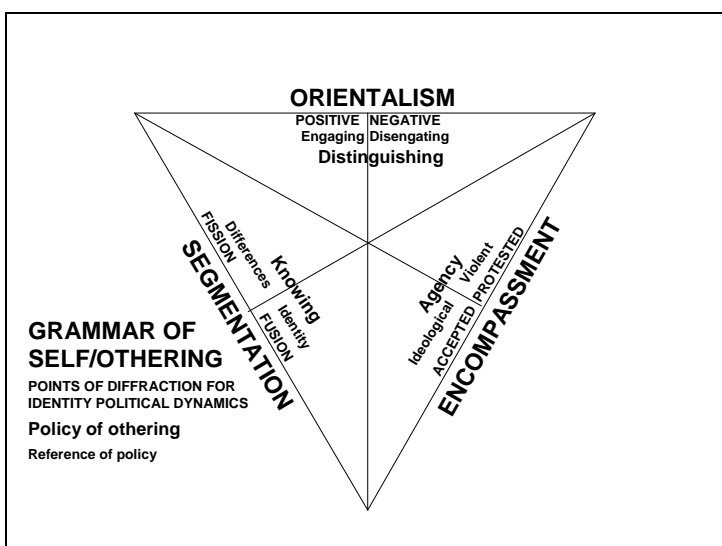 ORIENTALISM
POSITIVE NEGATIVE
Engaging Disengating
Distinguishing
FISSION
Differences
Knowing
Identity
FUSION
SEGMENTATION
Agency
Violent
PROTESTED
Ideological
ACCEPTED
ENCOMPASSMENT
GRAMMAR OF
SELF/OTHERING
POINTS OF DIFFRACTION FOR
IDENTITY POLITICAL DYNAMICS
Policy of othering
Reference of policy